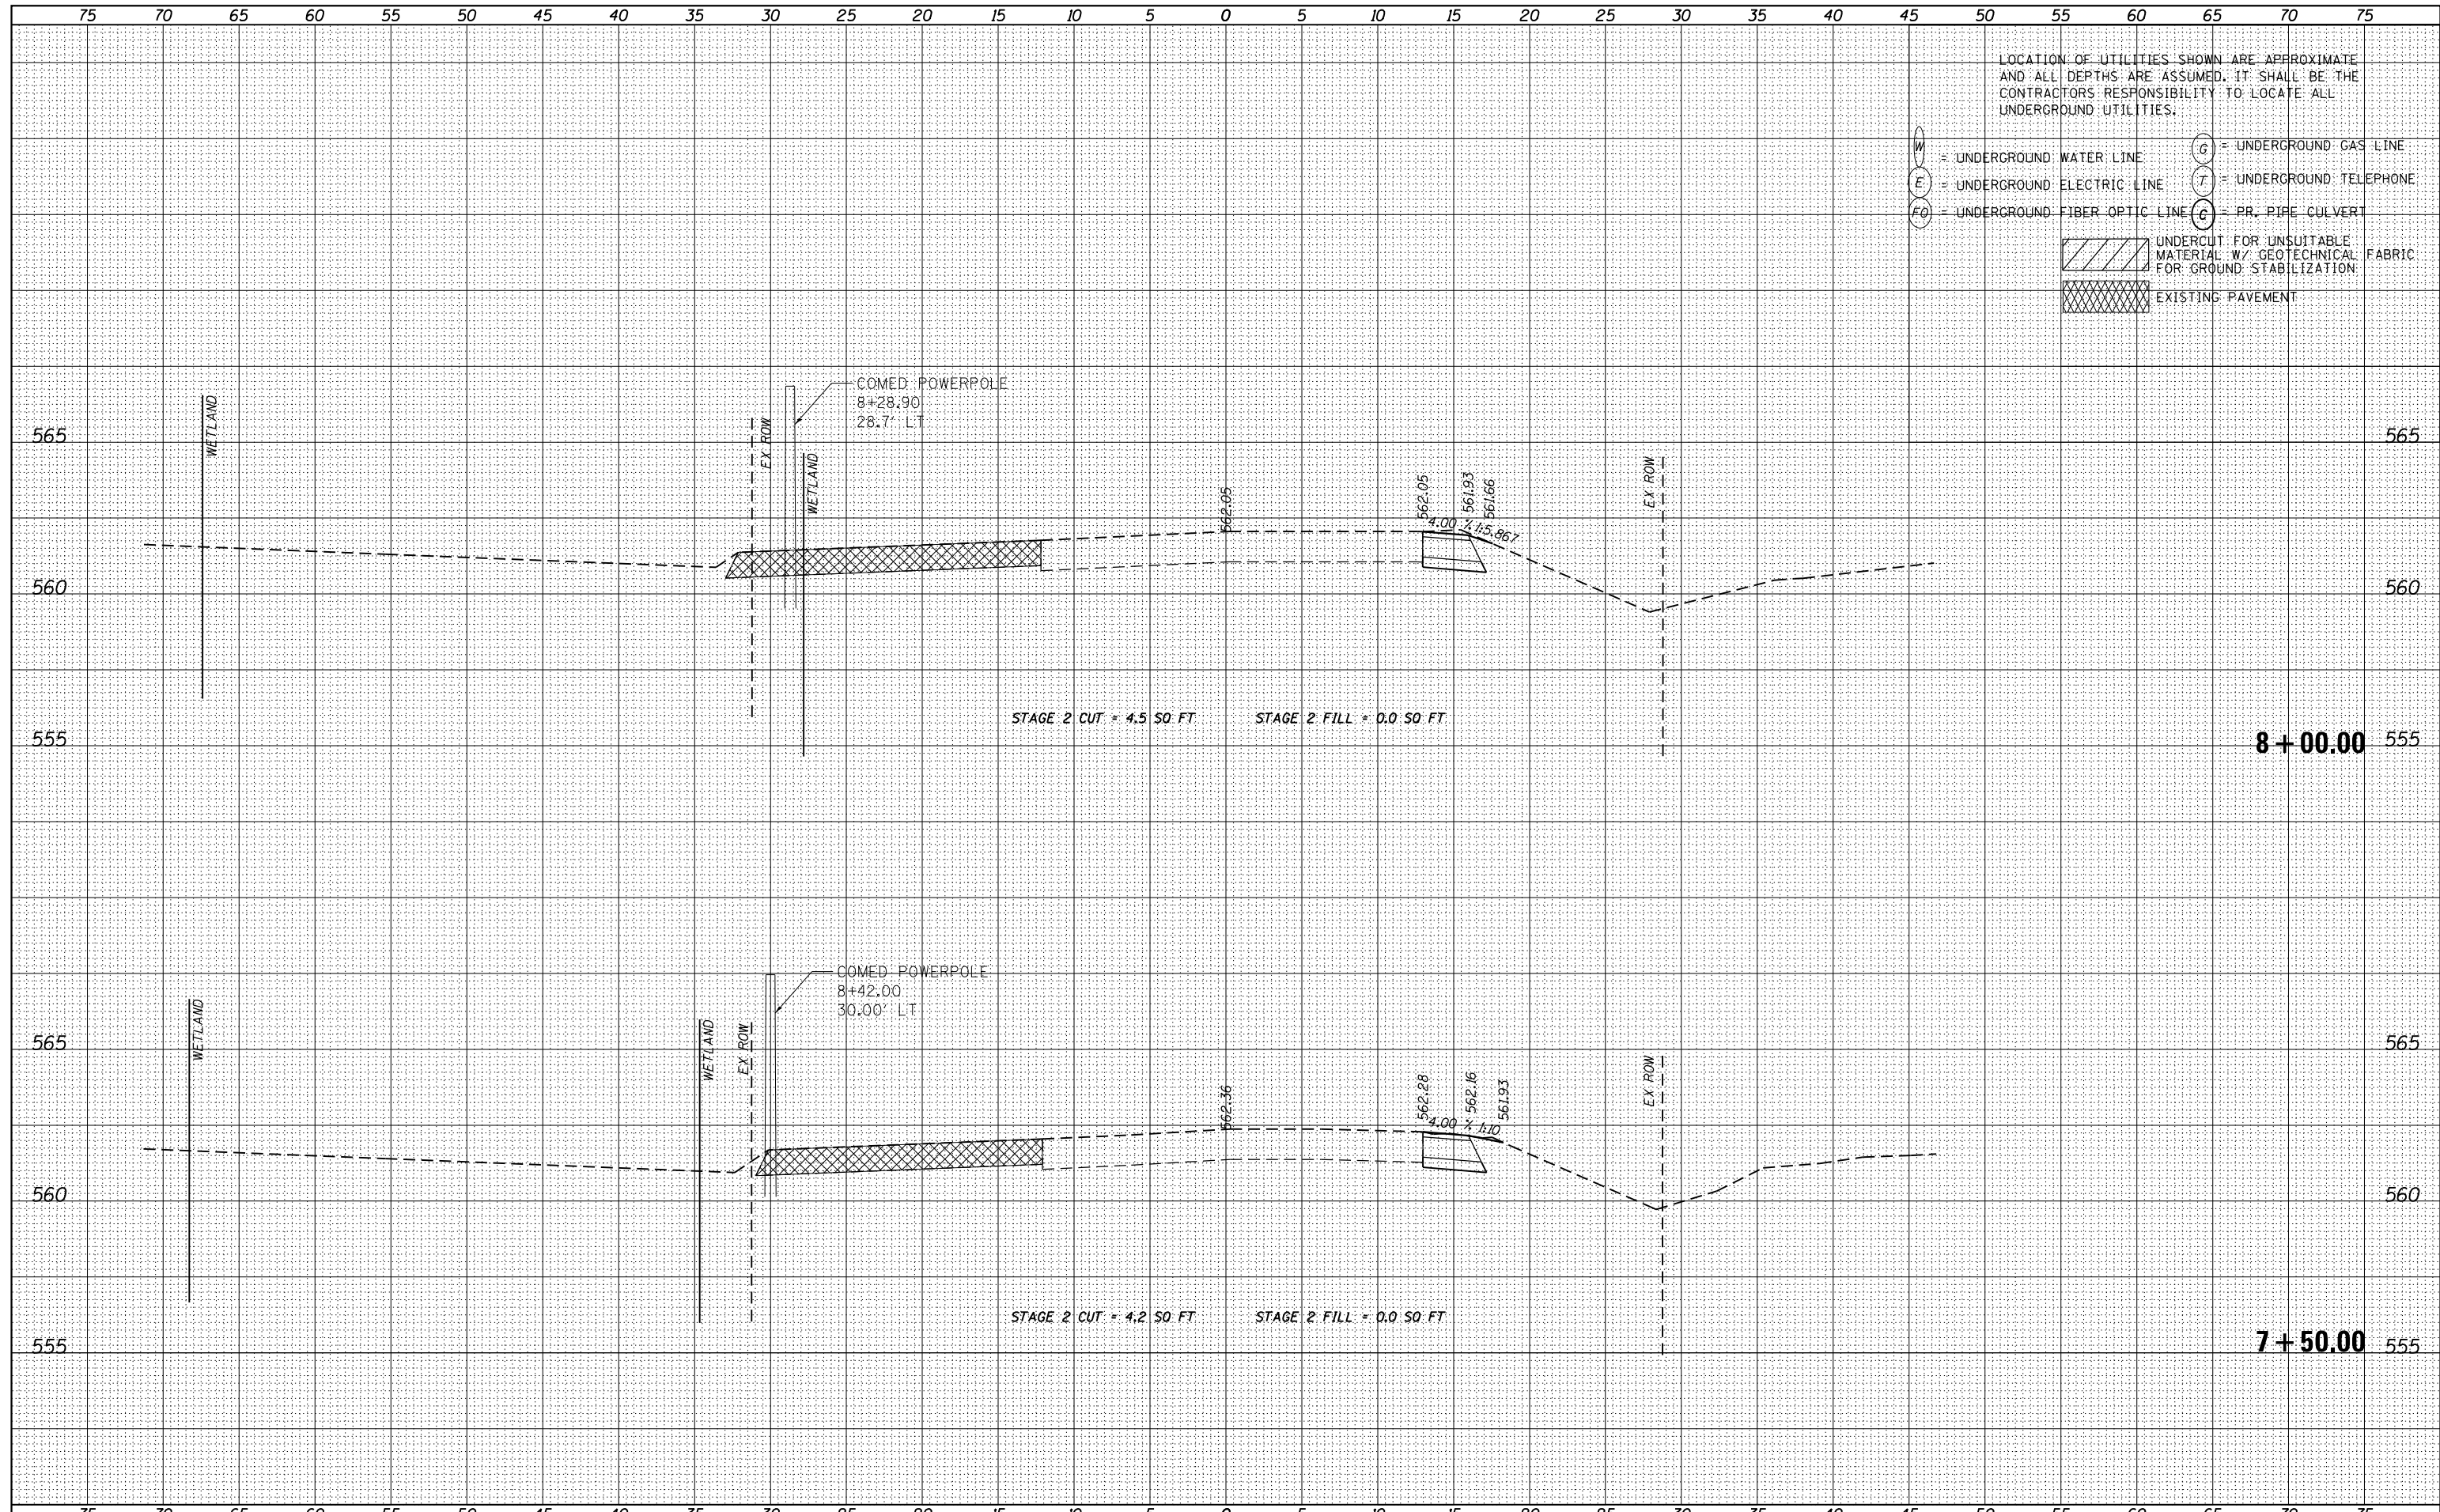 75 70 65 60 55 50 45 40 35 30 25 20 15 10 5 0 5 10 15 20 25 30 35 40 45 50 55 60 65 70 75
LOCATION OF UTILITIES SHOWN ARE APPROXIMATE
AND ALL DEPTHS ARE ASSUMED. IT SHALL BE THE
CONTRACTORS RESPONSIBILITY TO LOCATE ALL
UNDERGROUND UTILITIES.
W = UNDERGROUND WATER LINE
G = UNDERGROUND GAS LINE
E = UNDERGROUND ELECTRIC LINE
T = UNDERGROUND TELEPHONE
FO = UNDERGROUND FIBER OPTIC LINE
C = PR. PIPE CULVERT
UNDERCUT FOR UNSUITABLE
MATERIAL W/ GEOTECHNICAL FABRIC
FOR GROUND STABILIZATION
EXISTING PAVEMENT
COMED POWERPOLE
8+28.90
28.7' LT
WETLAND
EX ROW
WETLAND
562.05
562.05
561.93
561.66
4.00 % 1:5.867
EX ROW
565 565
560 560
STAGE 2 CUT = 4.5 SQ FT STAGE 2 FILL = 0.0 SQ FT
555 8+00.00 555
COMED POWERPOLE
8+42.00
30.00' LT
WETLAND
WETLAND
EX ROW
562.36
562.28
562.16
561.93
4.00 % 1:10
EX ROW
565 565
560 560
STAGE 2 CUT = 4.2 SQ FT STAGE 2 FILL = 0.0 SQ FT
555 7+50.00 555
75 70 65 60 55 50 45 40 35 30 25 20 15 10 5 0 5 10 15 20 25 30 35 40 45 50 55 60 65 70 75